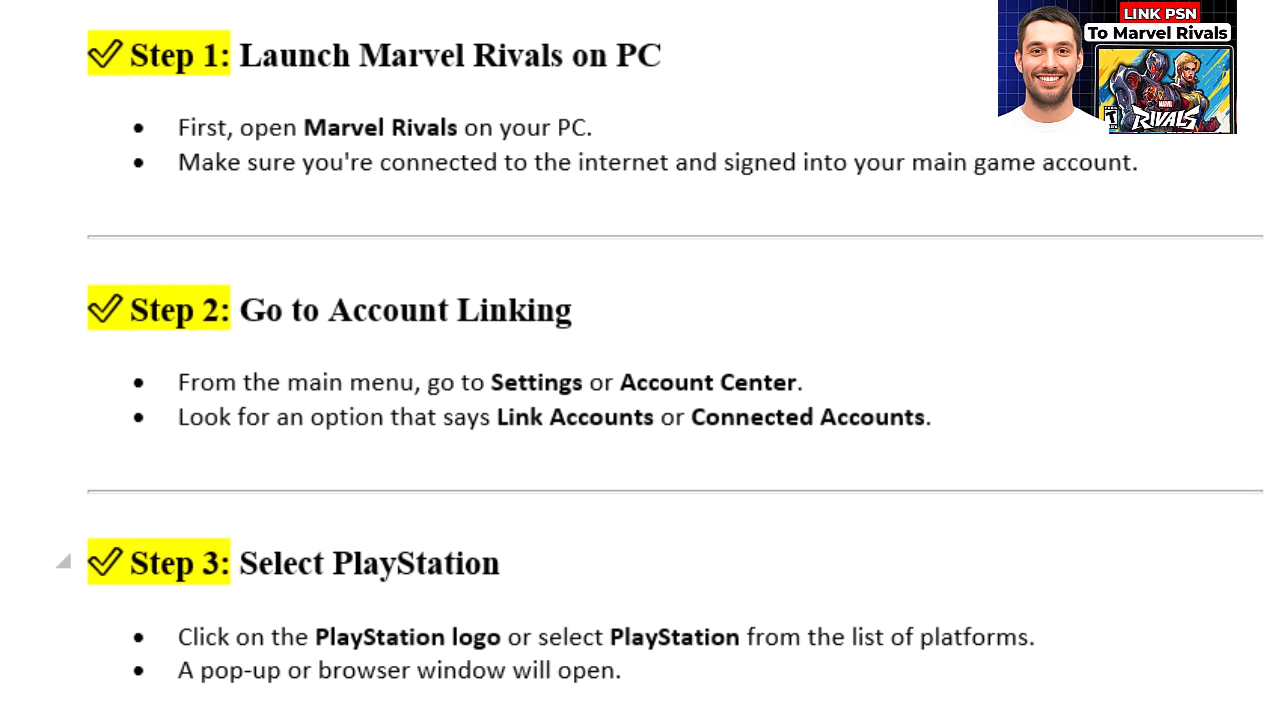 LINK PSN
To Marvel Rivals
MARVEL
RIVALS
T
Step 1: Launch Marvel Rivals on PC
• First, open Marvel Rivals on your PC.
• Make sure you're connected to the internet and signed into your main game account.
Step 2: Go to Account Linking
• From the main menu, go to Settings or Account Center.
• Look for an option that says Link Accounts or Connected Accounts.
Step 3: Select PlayStation
• Click on the PlayStation logo or select PlayStation from the list of platforms.
• A pop-up or browser window will open.